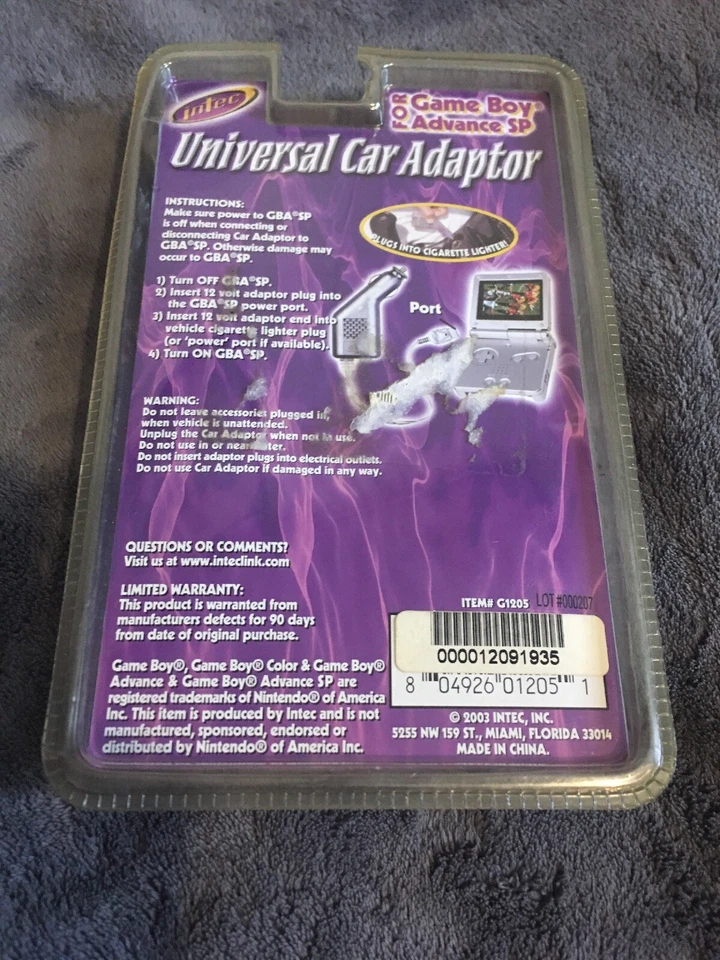 inTec
FOR Game Boy®
Advance SP
Universal Car Adaptor
INSTRUCTIONS:
Make sure power to GBA®SP
is off when connecting or
disconnecting Car Adaptor to
GBA®SP. Otherwise damage may
occur to GBA®SP.
PLUGS INTO CIGARETTE LIGHTER!
1) Turn OFF GBA®SP.
2) Insert 12 volt adaptor plug into
the GBA®SP power port.
3) Insert 12 volt adaptor end into
vehicle cigarett lighter plug
(or 'power' port if available).
4) Turn ON GBA®SP.
Port
WARNING:
Do not leave accessories plugged in,
when vehicle is unattended.
Unplug the Car Adaptor when not in use.
Do not use in or near water.
Do not insert adaptor plugs into electrical outlets.
Do not use Car Adaptor if damaged in any way.
QUESTIONS OR COMMENTS?
Visit us at www.inteclink.com
LIMITED WARRANTY:
This product is warranted from
manufacturers defects for 90 days
from date of original purchase.
Game Boy®, Game Boy® Color & Game Boy®
Advance & Game Boy® Advance SP are
registered trademarks of Nintendo® of America
Inc. This item is produced by Intec and is not
manufactured, sponsored, endorsed or
distributed by Nintendo® of America Inc.
ITEM# G1205 LOT #000207
000012091935
8 04926 01205 1
© 2003 INTEC, INC.
5255 NW 159 ST., MIAMI, FLORIDA 33014
MADE IN CHINA.